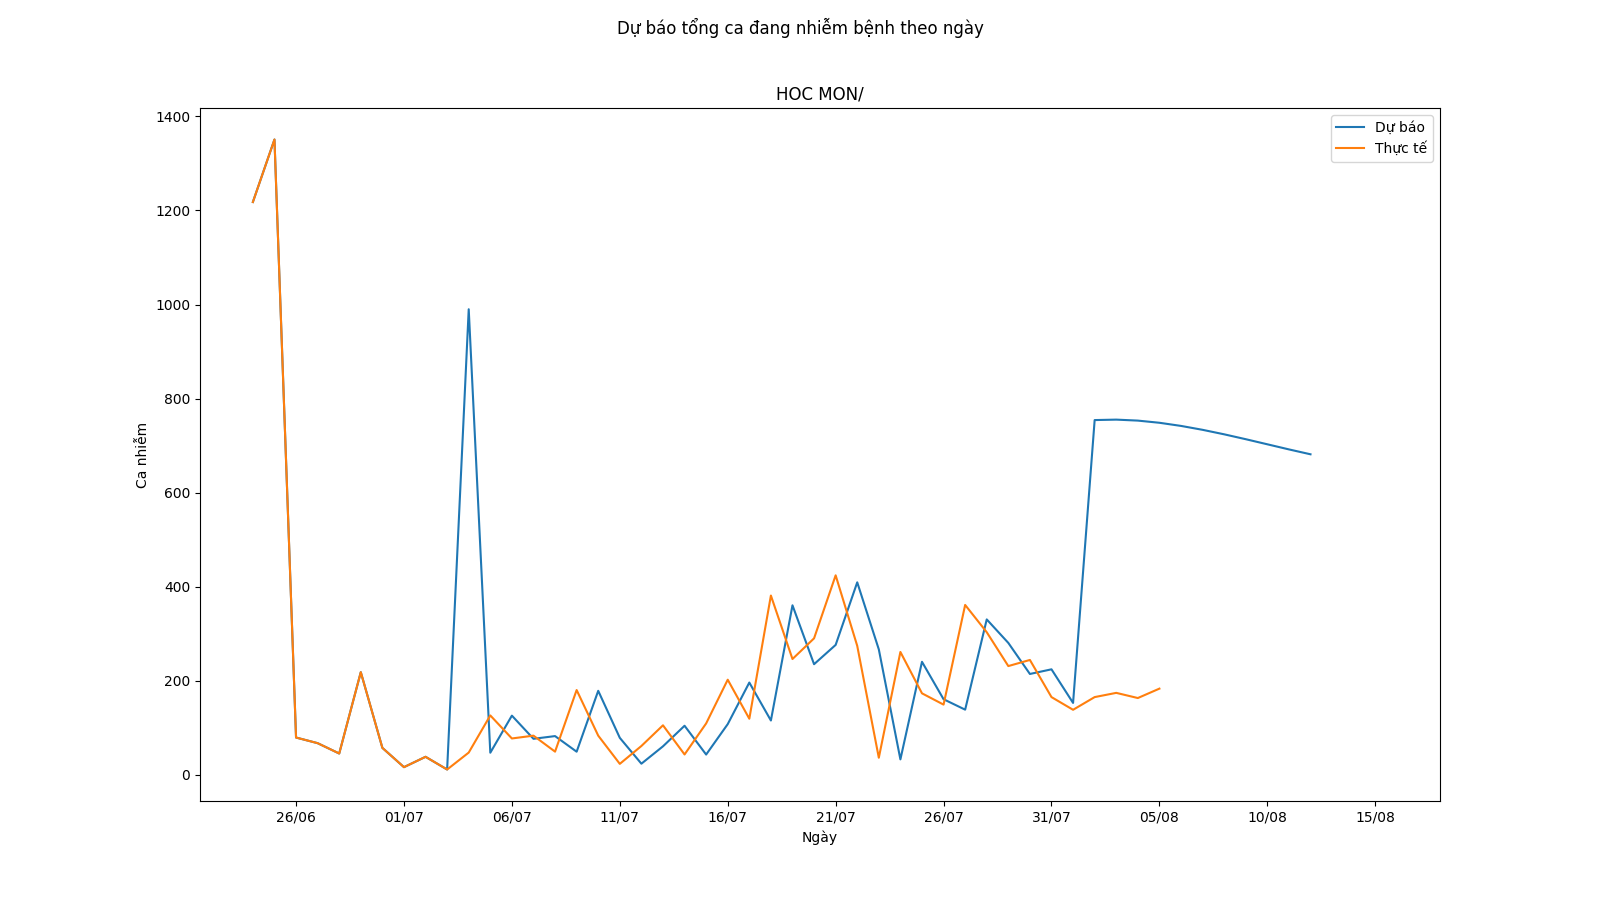 Dự báo tổng ca đang nhiễm bệnh theo ngày
HOC MON/
Dự báo
Thực tế
1400
1200
1000
800
600
400
200
0
Ca nhiễm
26/06 01/07 06/07 11/07 16/07 21/07 26/07 31/07 05/08 10/08 15/08
Ngày